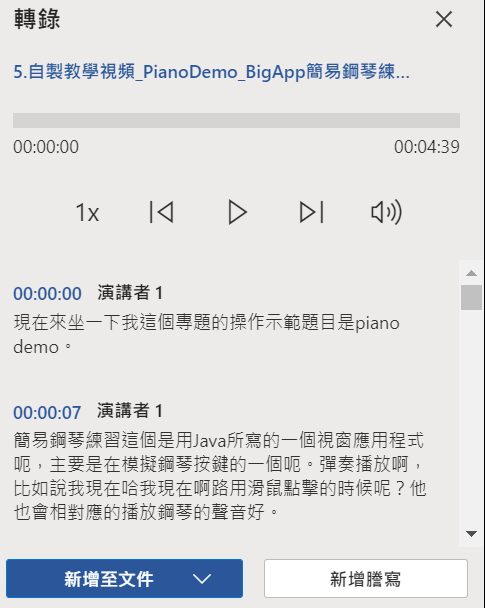 轉錄
5.自製教學視頻_PianoDemo_BigApp簡易鋼琴練...
00:00:00
00:04:39
1x
00:00:00 演講者 1
現在來坐一下我這個專題的操作示範題目是piano
demo。
00:00:07 演講者 1
簡易鋼琴練習這個是用Java所寫的一個視窗應用程式
呃，主要是在模擬鋼琴按鍵的一個呃。彈奏播放啊，
比如說我現在哈我現在啊路用滑鼠點擊的時候呢？他
也會相對應的播放鋼琴的聲音好。
新增至文件
新增謄寫